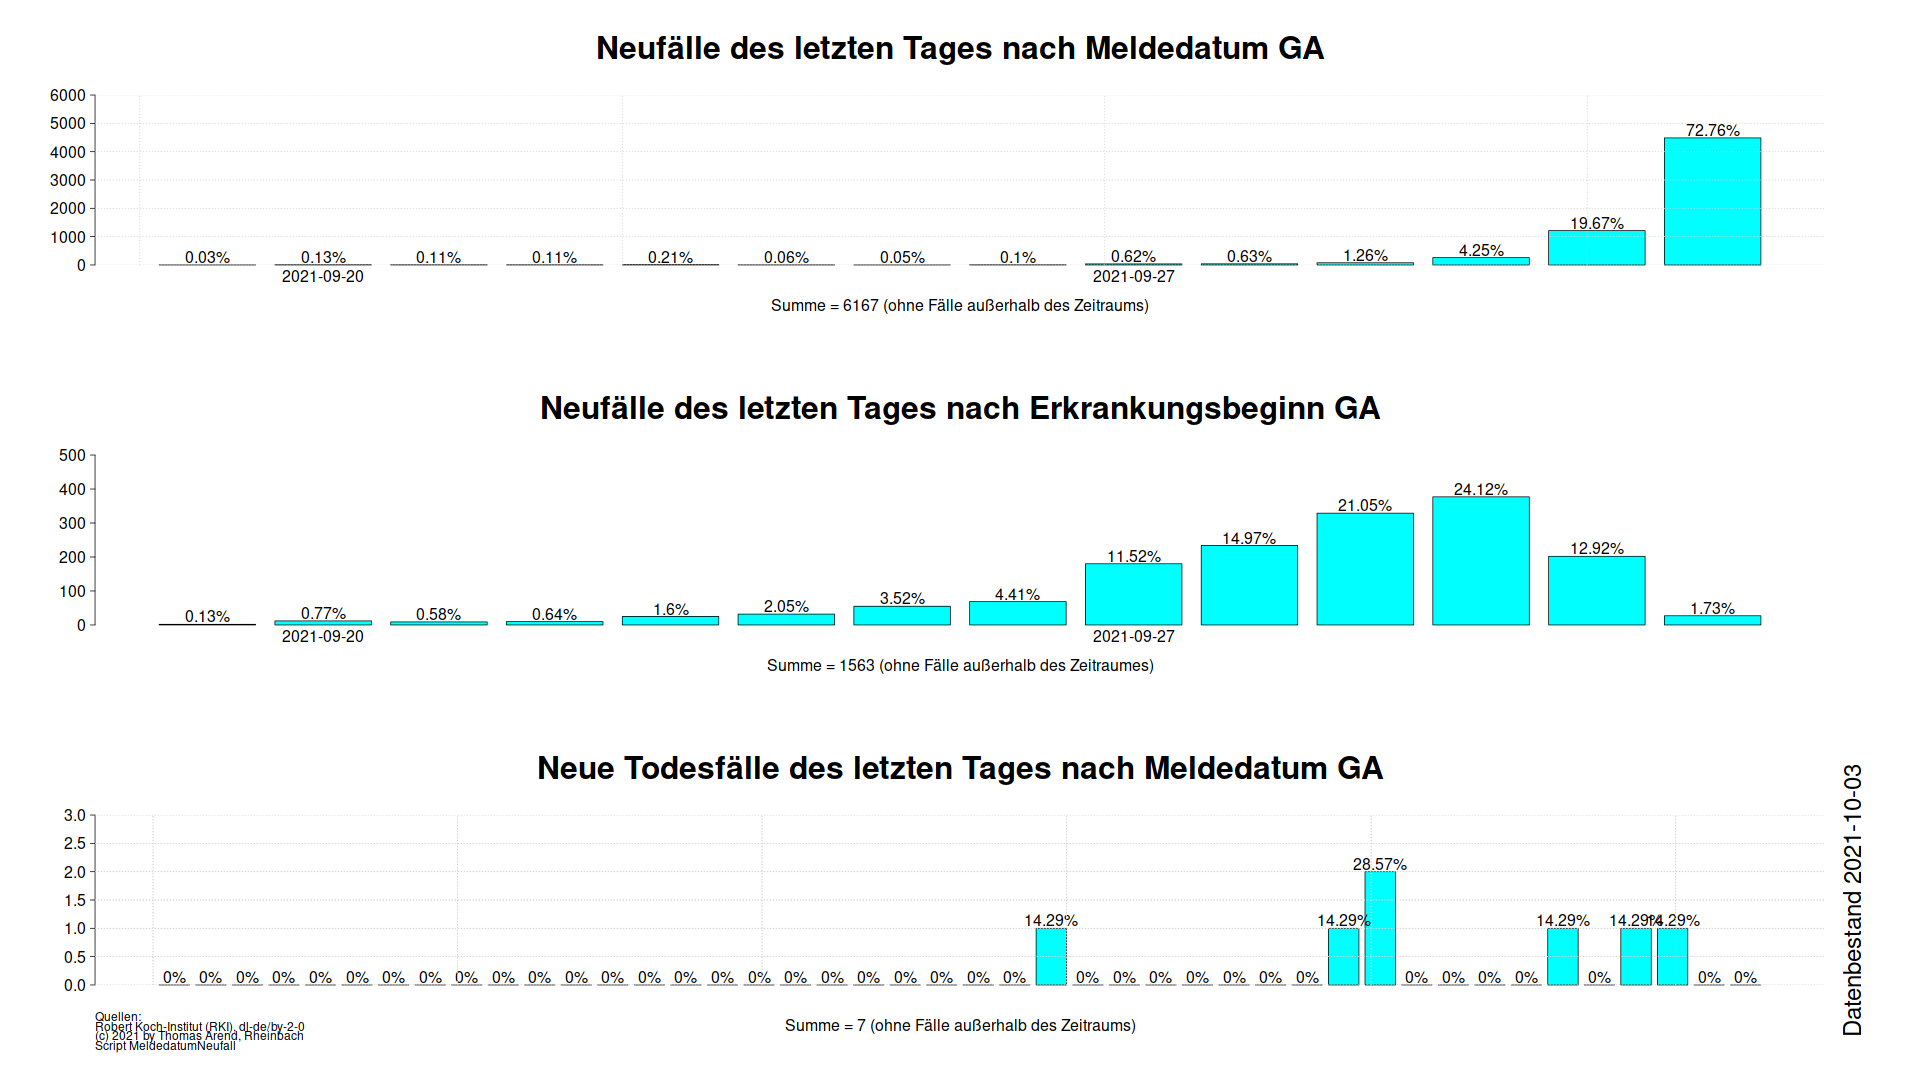 Neufälle des letzten Tages nach Meldedatum GA
6000
5000
4000
3000
2000
1000
0
0.03% 0.13% 0.11% 0.11% 0.21% 0.06% 0.05% 0.1% 0.62% 0.63% 1.26% 4.25% 19.67% 72.76%
2021-09-20 2021-09-27
Summe = 6167 (ohne Fälle außerhalb des Zeitraums)
Neufälle des letzten Tages nach Erkrankungsbeginn GA
500
400
300
200
100
0
0.13% 0.77% 0.58% 0.64% 1.6% 2.05% 3.52% 4.41% 11.52% 14.97% 21.05% 24.12% 12.92% 1.73%
2021-09-20 2021-09-27
Summe = 1563 (ohne Fälle außerhalb des Zeitraumes)
Neue Todesfälle des letzten Tages nach Meldedatum GA
3.0
2.5
2.0
1.5
1.0
0.5
0.0
0% 0% 0% 0% 0% 0% 0% 0% 0% 0% 0% 0% 0% 0% 0% 0% 0% 0% 0% 0% 0% 0% 0% 0% 14.29% 0% 0% 0% 0% 0% 0% 0% 14.29% 28.57% 0% 0% 0% 0% 14.29% 0% 14.29% 14.29% 0% 0%
Summe = 7 (ohne Fälle außerhalb des Zeitraums)
Quellen:
Robert Koch-Institut (RKI), dl-de/by-2-0
(c) 2021 by Thomas Arend, Rheinbach
Script MeldedatumNeufall
Datenbestand 2021-10-03